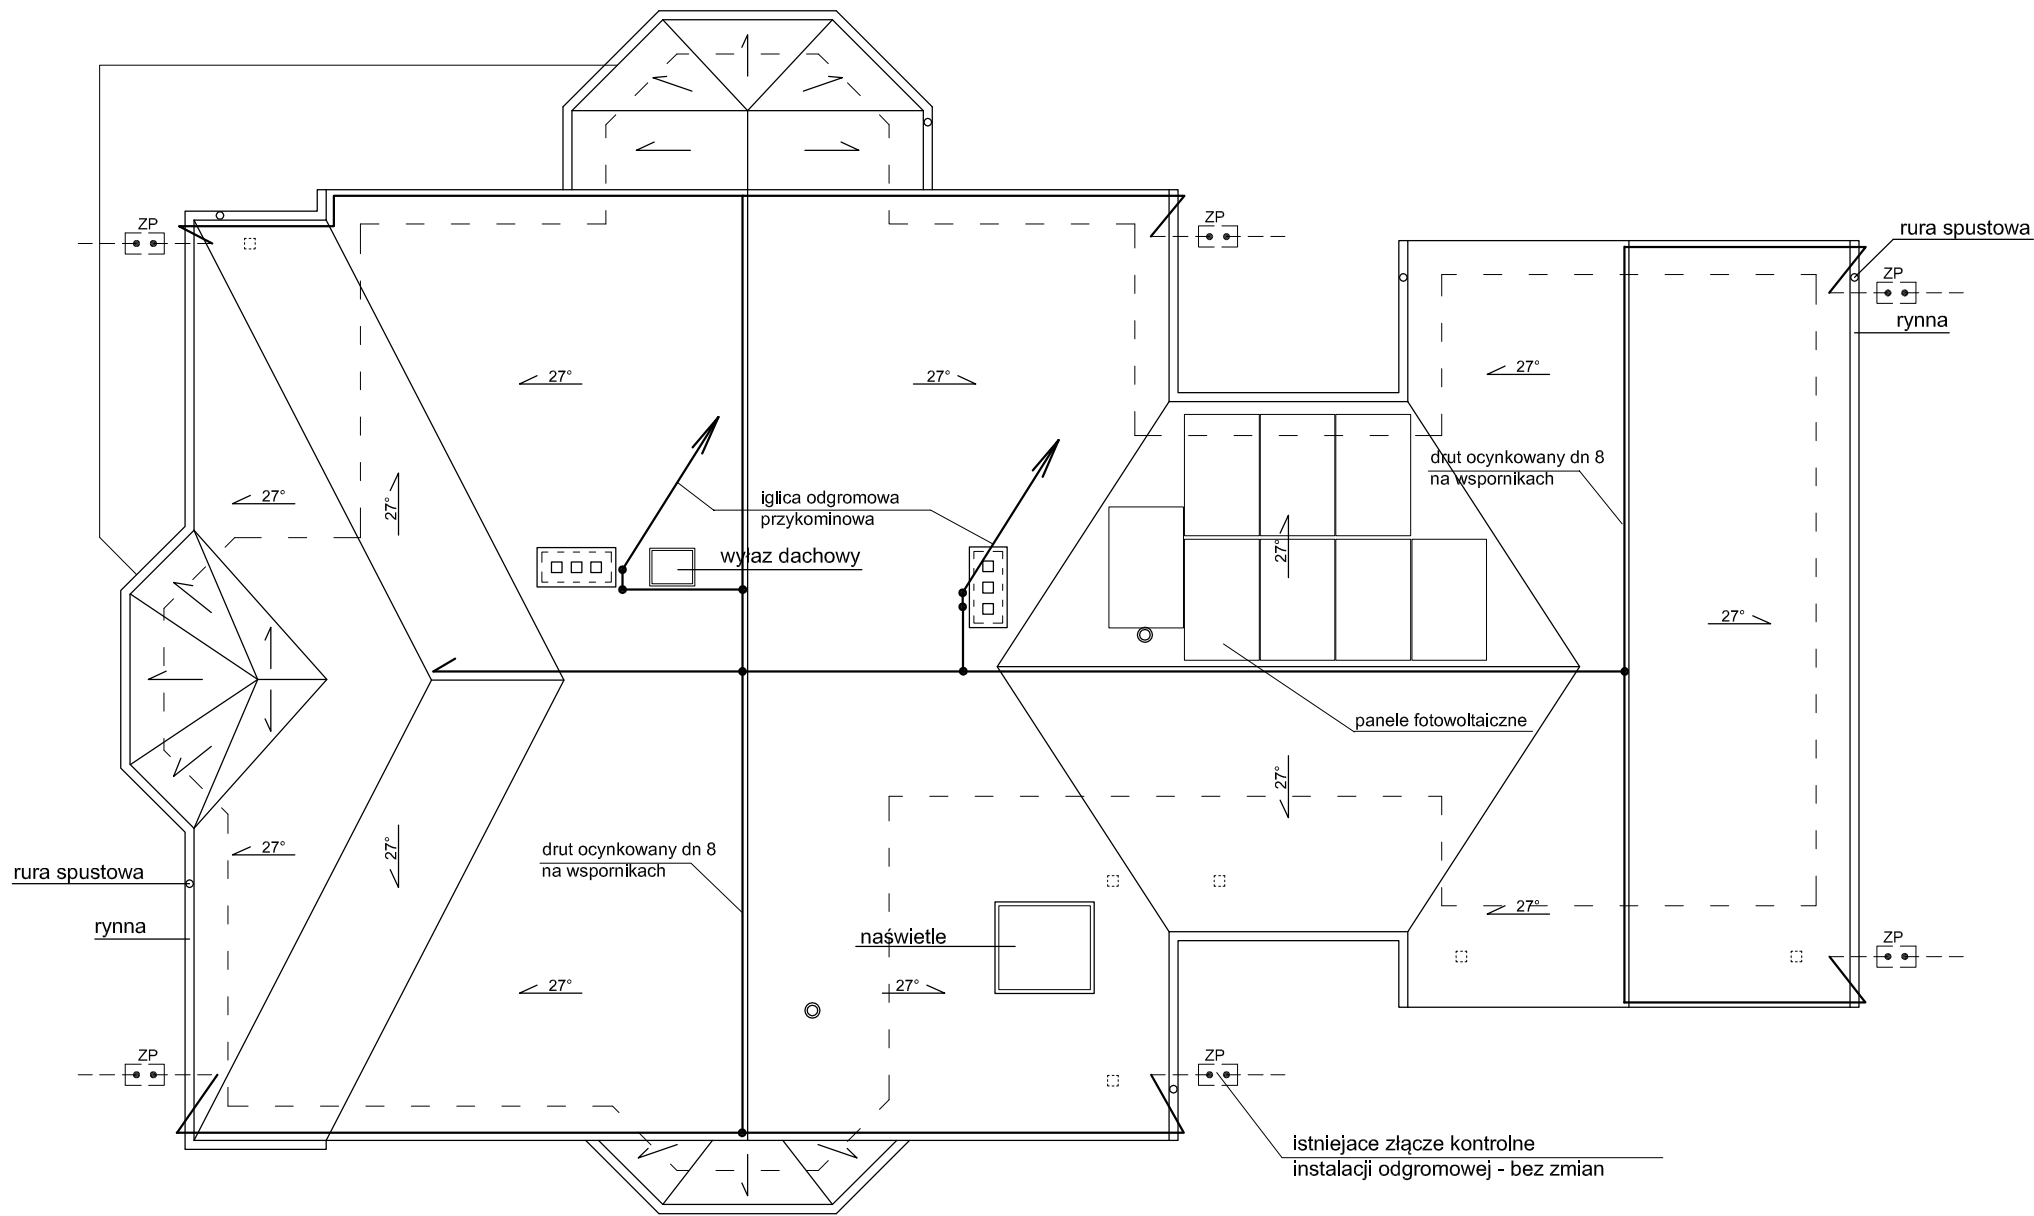 ZP
ZP
rura spustowa
ZP
rynna
27°
27°
27°
drut ocynkowany dn 8
na wspornikach
27°
27°
iglica odgromowa
przykominowa
27°
wyłaz dachowy
27°
panele fotowoltaiczne
27°
27°
27°
drut ocynkowany dn 8
na wspornikach
rura spustowa
27°
rynna
naświetle
ZP
27°
27°
ZP
ZP
istniejace złącze kontrolne
instalacji odgromowej - bez zmian